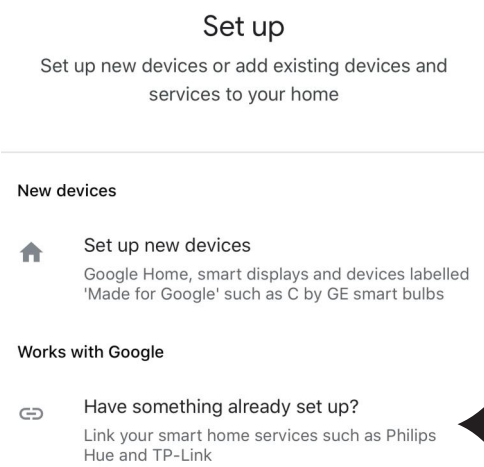 Set up
Set up new devices or add existing devices and
services to your home
New devices
Set up new devices
Google Home, smart displays and devices labelled
'Made for Google' such as C by GE smart bulbs
Works with Google
Have something already set up?
Link your smart home services such as Philips
Hue and TP-Link